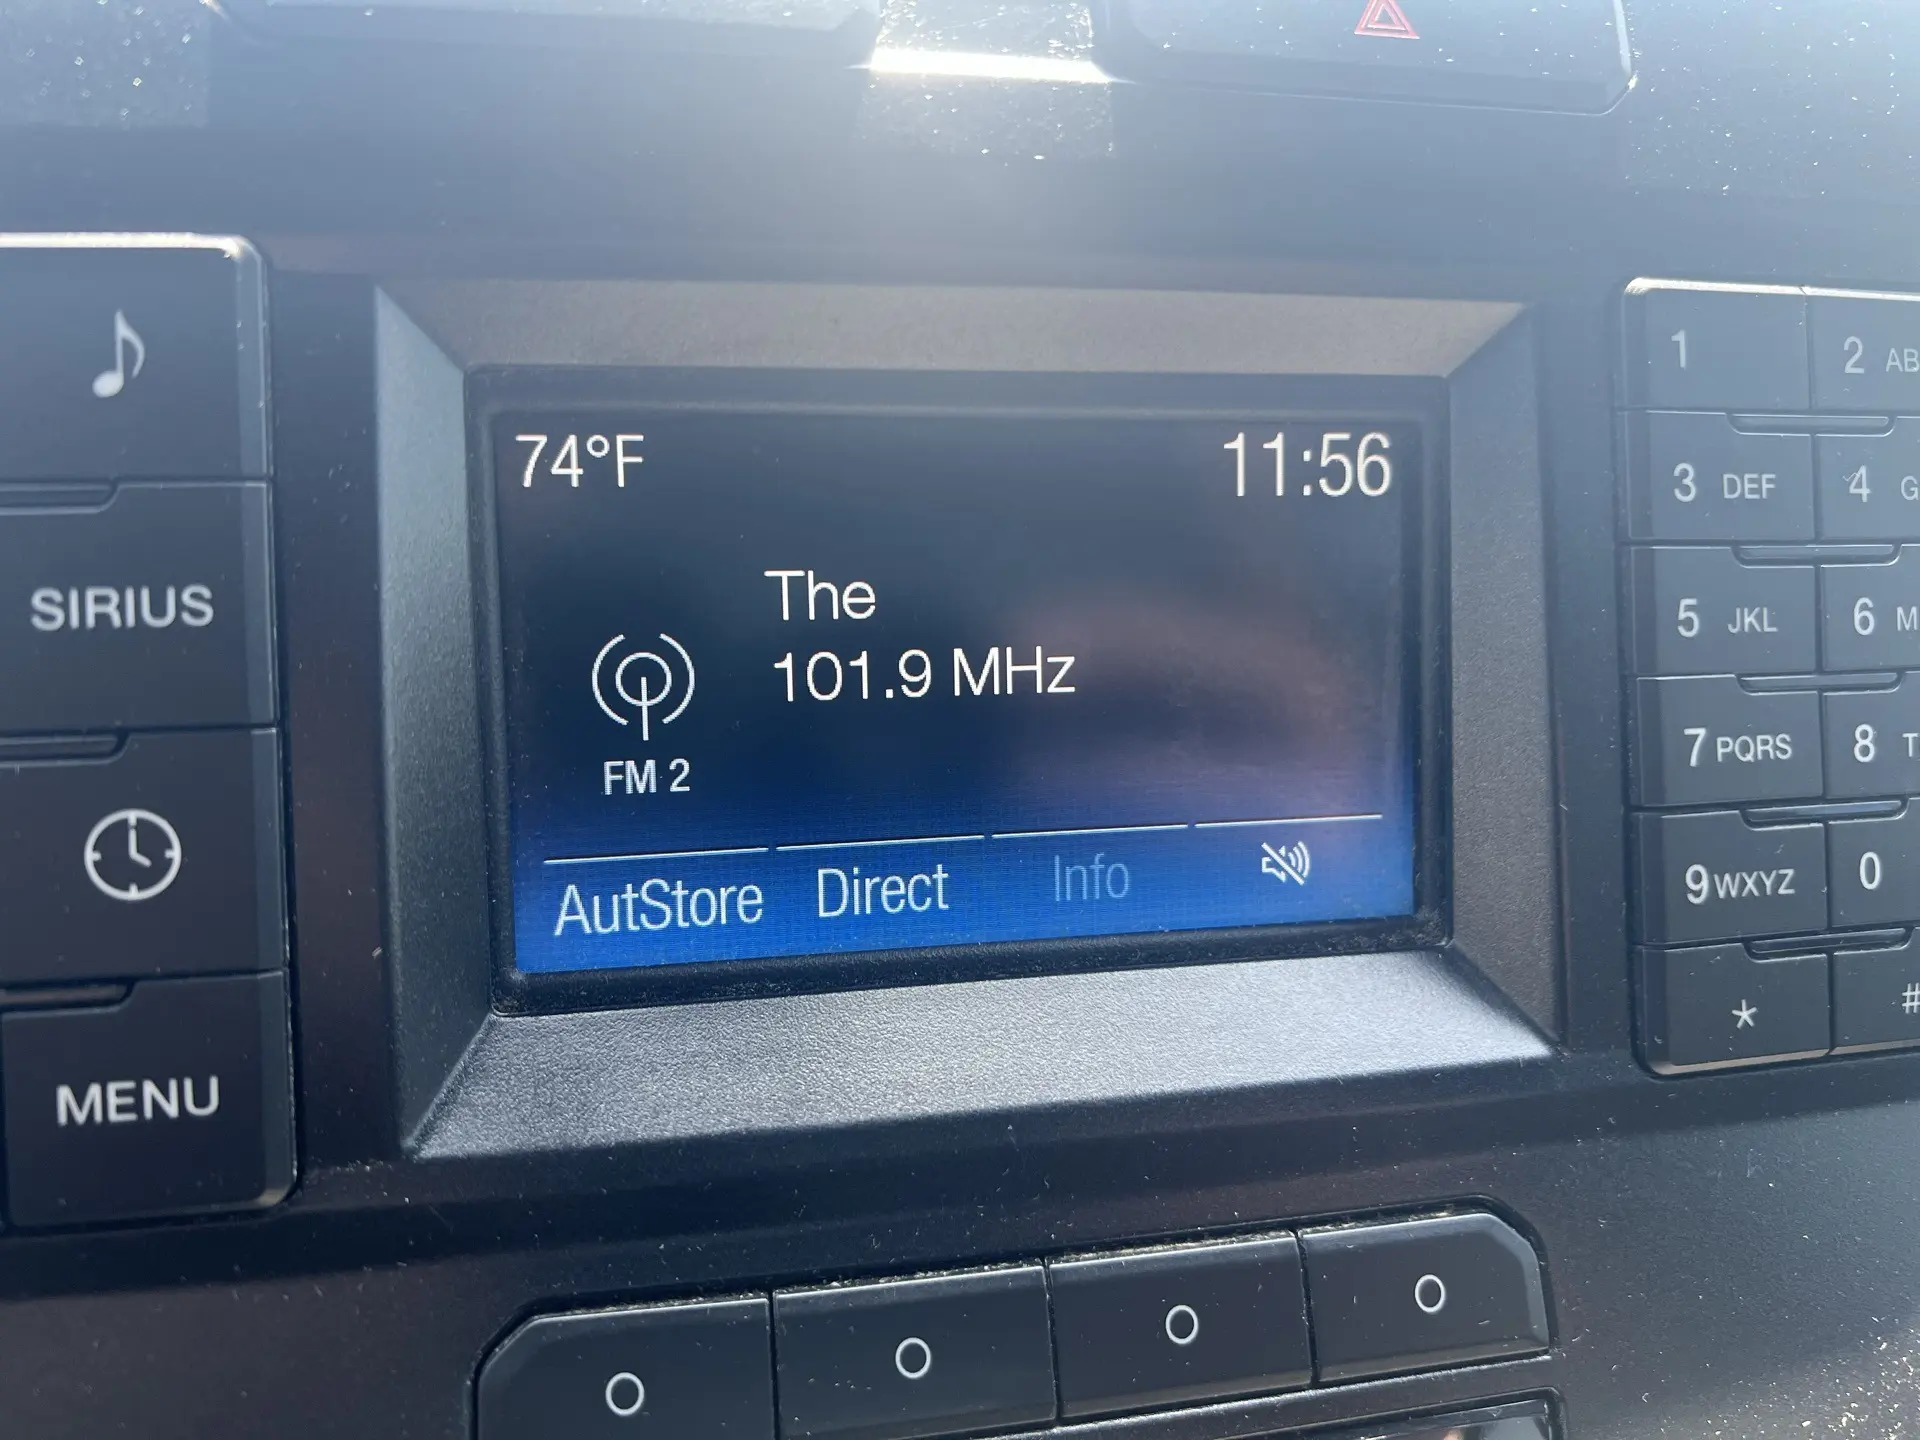 74°F
11:56
The
101.9 MHz
FM 2
AutStore
Direct
Info
SIRIUS
MENU
1
2 AB
3 DEF
4 G
5 JKL
6 M
7 PQRS
8 T
9 WXYZ
0
*
#